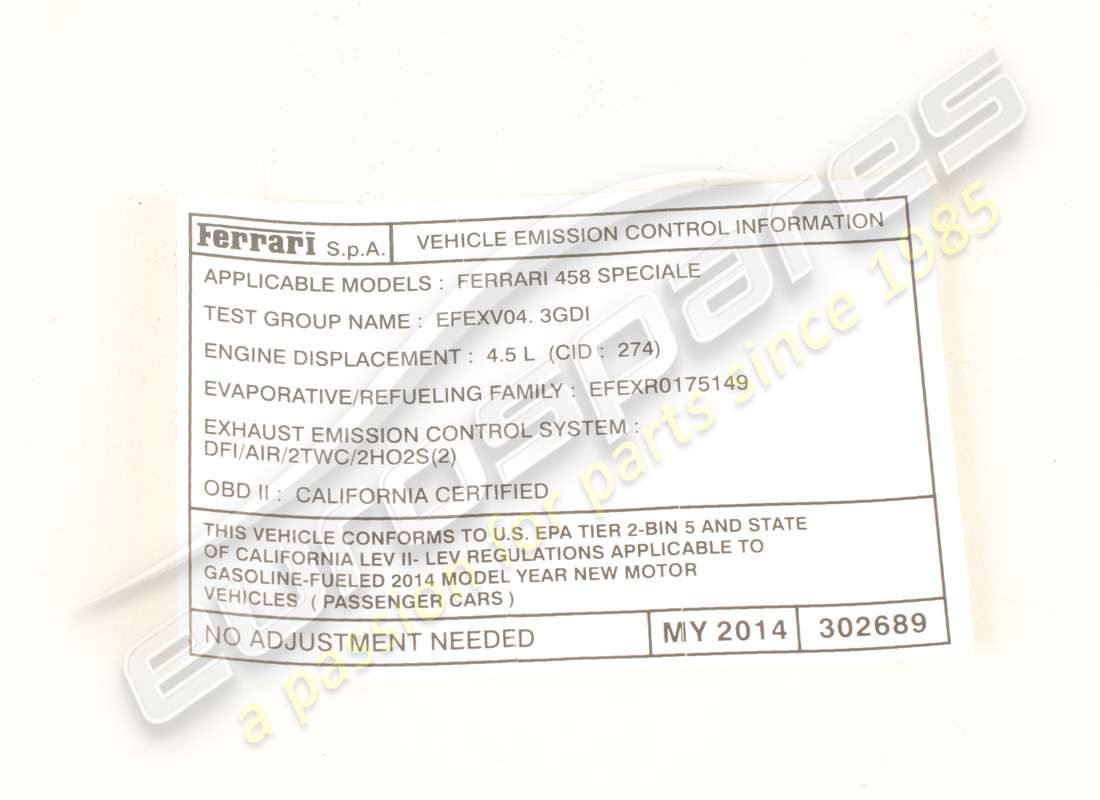 Ferrari S.p.A. VEHICLE EMISSION CONTROL INFORMATION
APPLICABLE MODELS : FERRARI 458 SPECIALE
TEST GROUP NAME : EFEXV04. 3GDI
ENGINE DISPLACEMENT : 4.5 L (CID : 274)
EVAPORATIVE/REFUELING FAMILY : EFEXR0175149
EXHAUST EMISSION CONTROL SYSTEM :
DFI/AIR/2TWC/2HO2S(2)
OBD II : CALIFORNIA CERTIFIED
THIS VEHICLE CONFORMS TO U.S. EPA TIER 2-BIN 5 AND STATE
OF CALIFORNIA LEV II- LEV REGULATIONS APPLICABLE TO
GASOLINE-FUELED 2014 MODEL YEAR NEW MOTOR
VEHICLES ( PASSENGER CARS )
NO ADJUSTMENT NEEDED MY 2014 302689
eurospares
a passion for parts since 1985